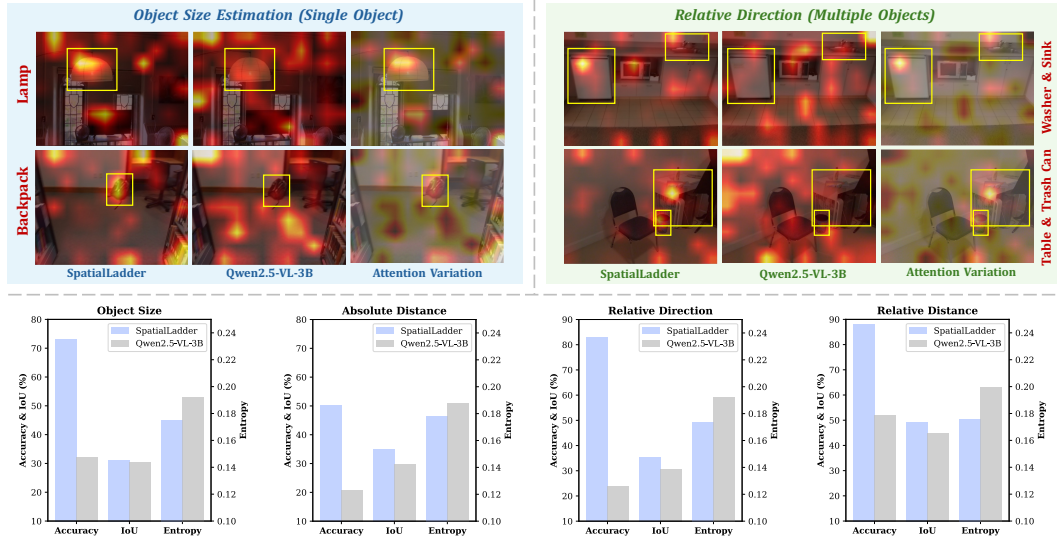 Object Size Estimation (Single Object)
Lamp
Backpack
SpatialLadder
Qwen2.5-VL-3B
Attention Variation
Relative Direction (Multiple Objects)
Washer & Sink
Table & Trash Can
SpatialLadder
Qwen2.5-VL-3B
Attention Variation
Object Size
SpatialLadder
Qwen2.5-VL-3B
Accuracy & IoU (%)
80
70
60
50
40
30
20
10
0.24
0.22
0.20
0.18
0.16
0.14
0.12
0.10
Entropy
Accuracy
IoU
Entropy
Absolute Distance
SpatialLadder
Qwen2.5-VL-3B
Accuracy & IoU (%)
80
70
60
50
40
30
20
10
0.24
0.22
0.20
0.18
0.16
0.14
0.12
0.10
Entropy
Accuracy
IoU
Entropy
Relative Direction
SpatialLadder
Qwen2.5-VL-3B
Accuracy & IoU (%)
90
80
70
60
50
40
30
20
10
0.24
0.22
0.20
0.18
0.16
0.14
0.12
0.10
Entropy
Accuracy
IoU
Entropy
Relative Distance
SpatialLadder
Qwen2.5-VL-3B
Accuracy & IoU (%)
90
80
70
60
50
40
30
20
10
0.24
0.22
0.20
0.18
0.16
0.14
0.12
0.10
Entropy
Accuracy
IoU
Entropy